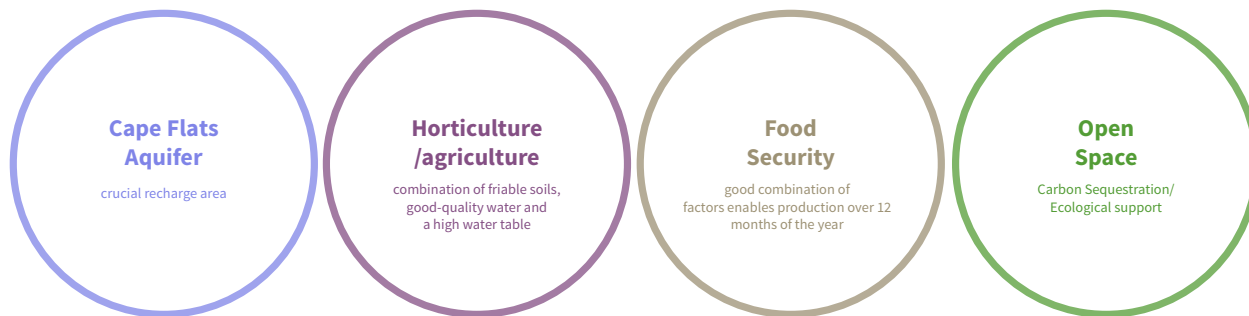 Cape Flats
Aquifer
crucial recharge area
Horticulture
/agriculture
combination of friable soils,
good-quality water and
a high water table
Food
Security
good combination of
factors enables production over 12
months of the year
Open
Space
Carbon Sequestration/
Ecological support